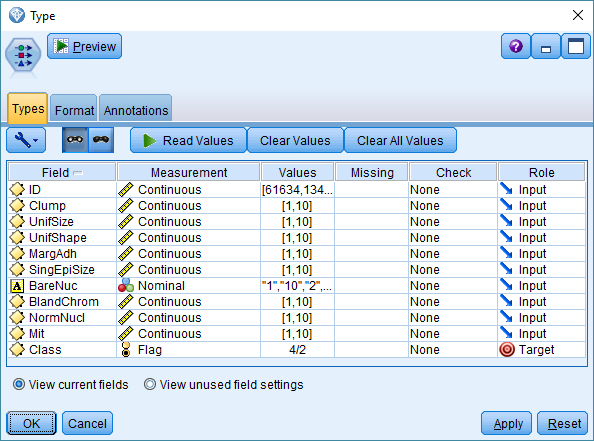 Type
Preview
?
Types Format Annotations
Read Values Clear Values Clear All Values
Field Measurement Values Missing Check Role
ID Continuous [61634,134... None Input
Clump Continuous [1,10] None Input
UnifSize Continuous [1,10] None Input
UnifShape Continuous [1,10] None Input
MargAdh Continuous [1,10] None Input
SingEpiSize Continuous [1,10] None Input
A BareNuc Nominal "1","10","2",... None Input
BlandChrom Continuous [1,10] None Input
NormNucl Continuous [1,10] None Input
Mit Continuous [1,10] None Input
Class Flag 4/2 None Target
View current fields View unused field settings
OK Cancel Apply Reset